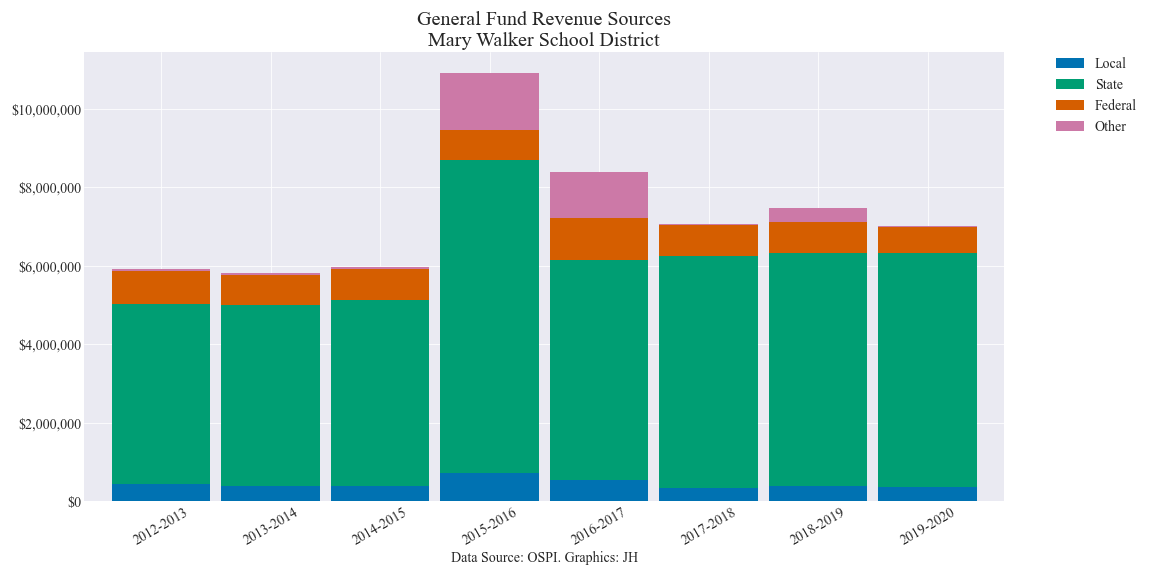 General Fund Revenue Sources
Mary Walker School District
Local
State
Federal
Other
$10,000,000
$8,000,000
$6,000,000
$4,000,000
$2,000,000
$0
2012-2013
2013-2014
2014-2015
2015-2016
2016-2017
2017-2018
2018-2019
2019-2020
Data Source: OSPI. Graphics: JH